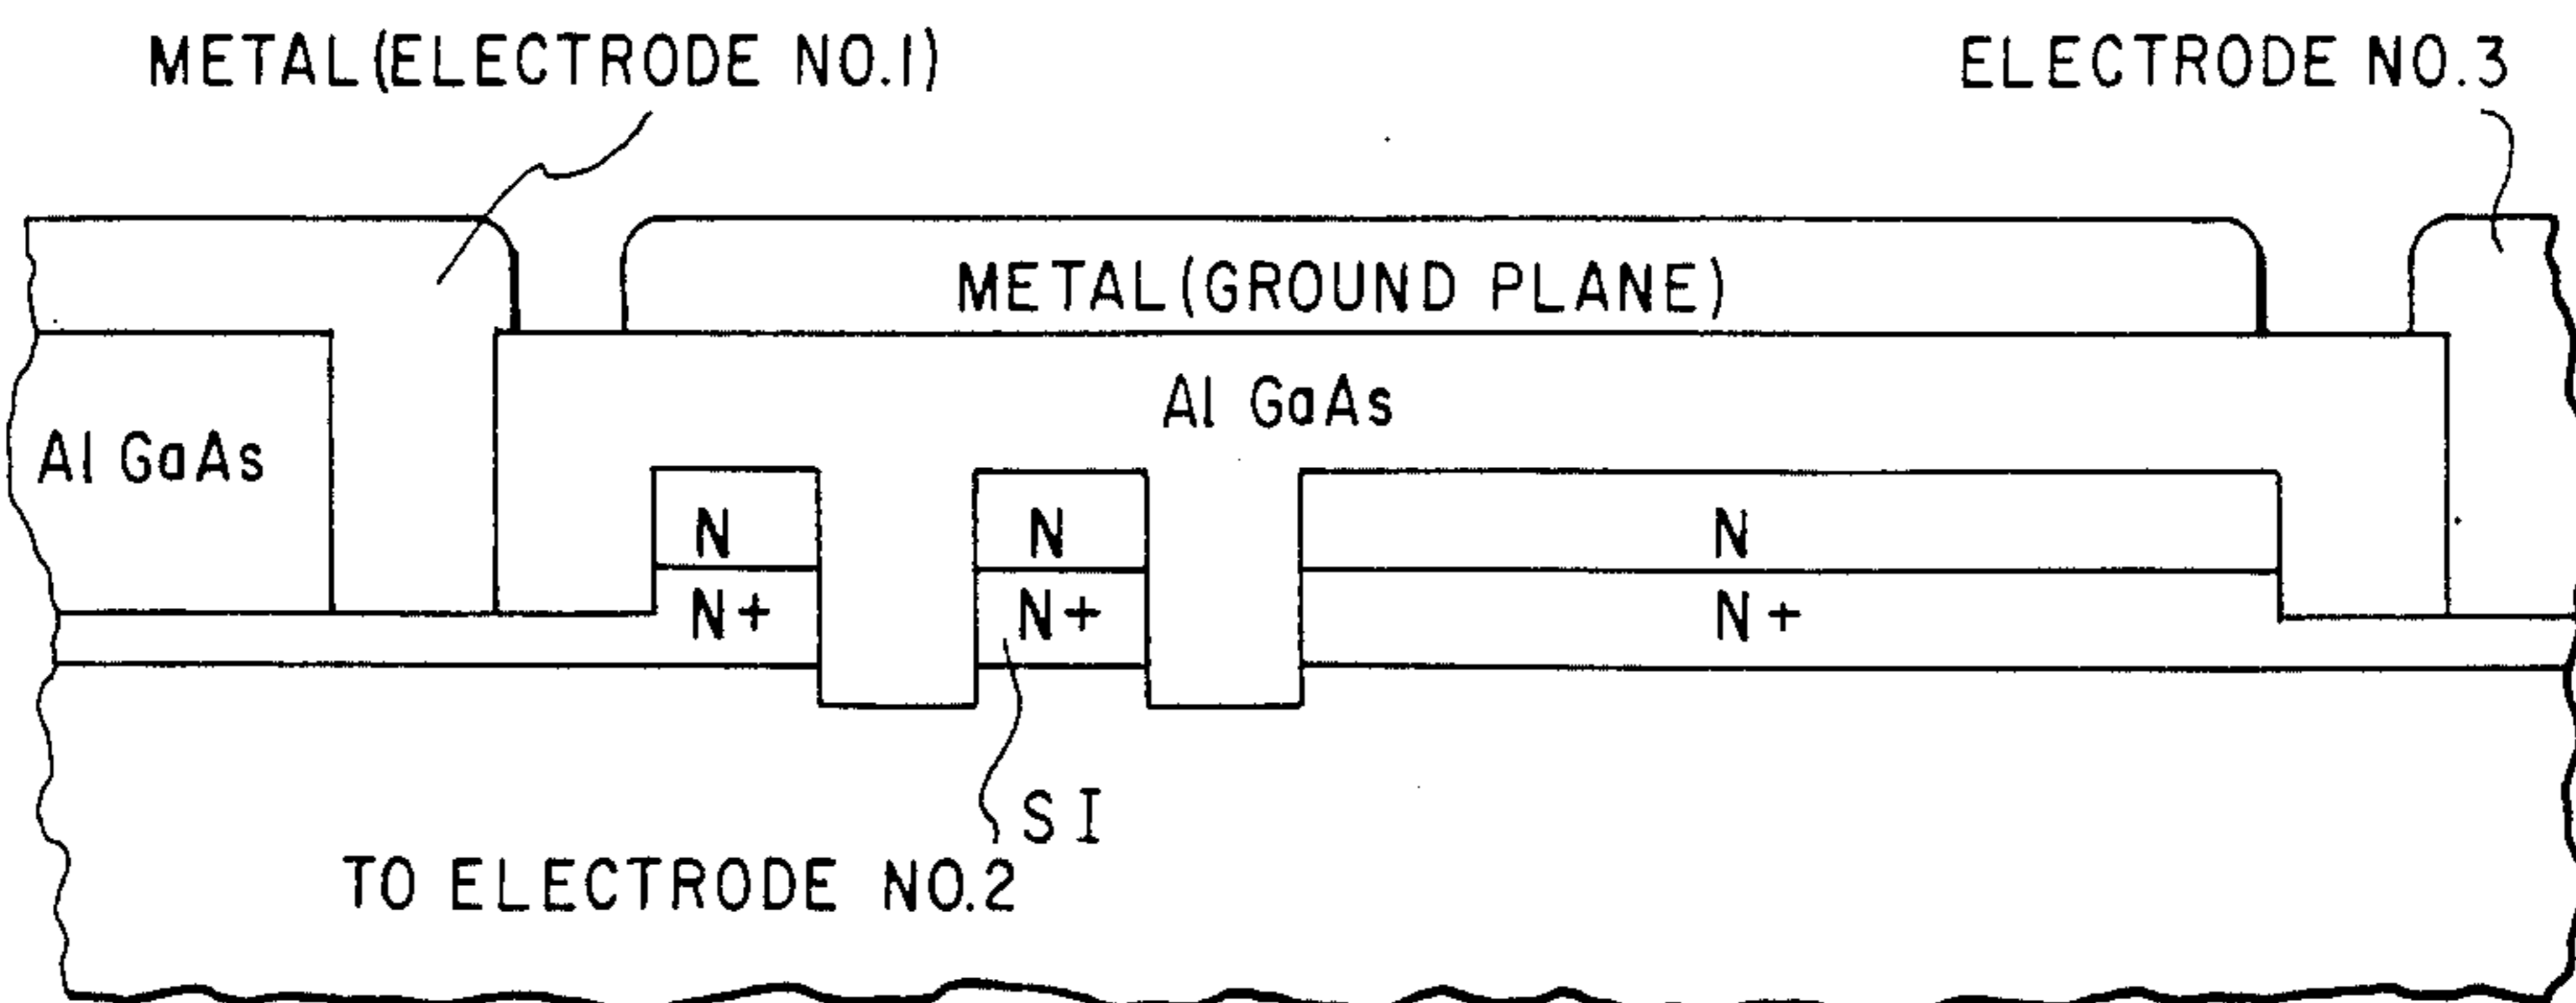 METAL(ELECTRODE NO.1)
ELECTRODE NO.3
METAL(GROUND PLANE)
Al GaAs
Al GaAs
N
N
N
N+
N+
N+
SI
TO ELECTRODE NO.2